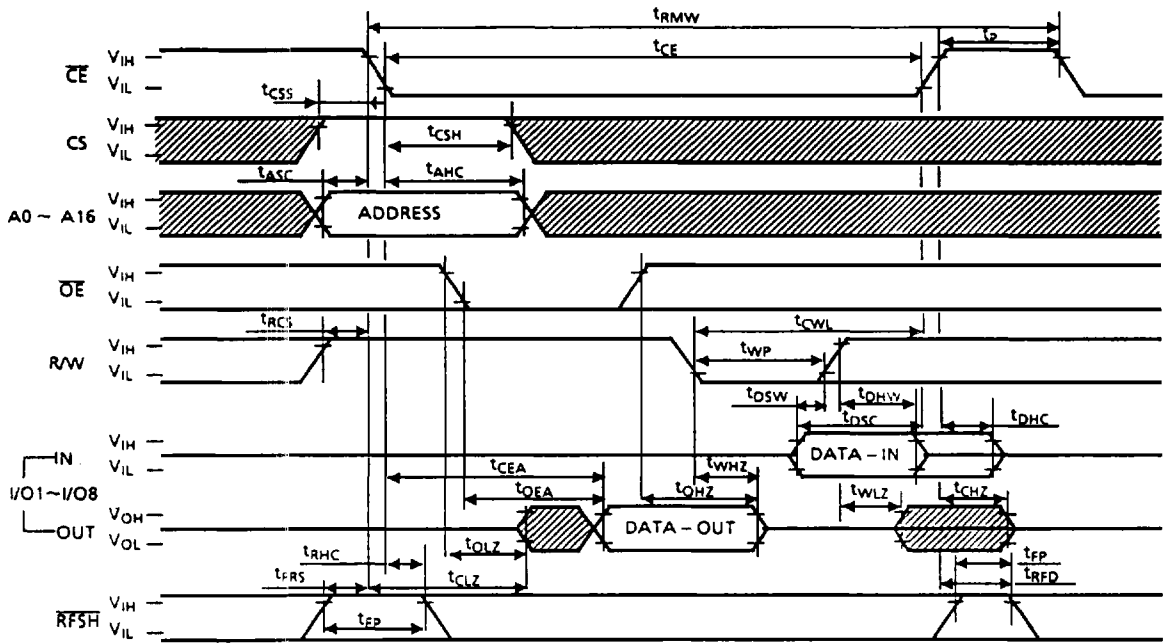 tRMW
tP
CE
VIH
VIL
tCE
tCSS
CS
VIH
VIL
tCSH
tASC
tAHC
A0 ~ A16
VIH
VIL
ADDRESS
OE
VIH
VIL
tRCS
tCWL
R/W
VIH
VIL
tWP
tDSW
tDHW
tDSC
tDHC
IN
VIH
VIL
DATA-IN
I/O1~I/O8
tCEA
tWHZ
tOEA
tOHZ
tWLZ
tCHZ
OUT
VOH
VOL
DATA-OUT
tRHC
tOLZ
tFP
tFRS
tCLZ
tRFD
RFSH
VIH
VIL
tFP